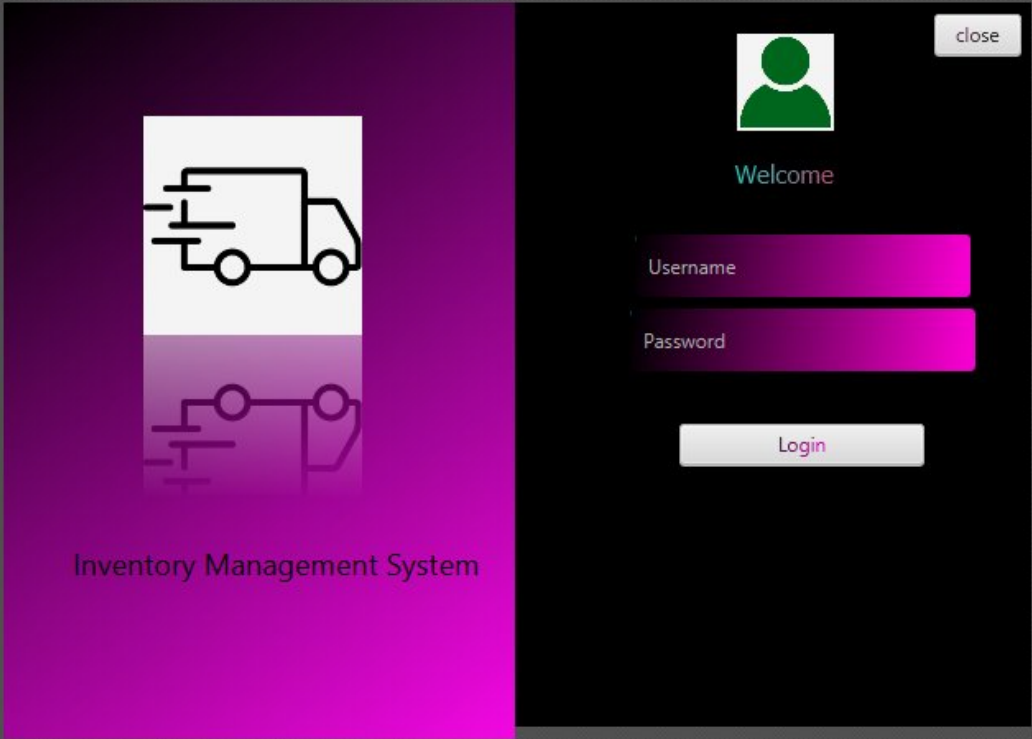 close
Welcome
Username
Password
Login
Inventory Management System